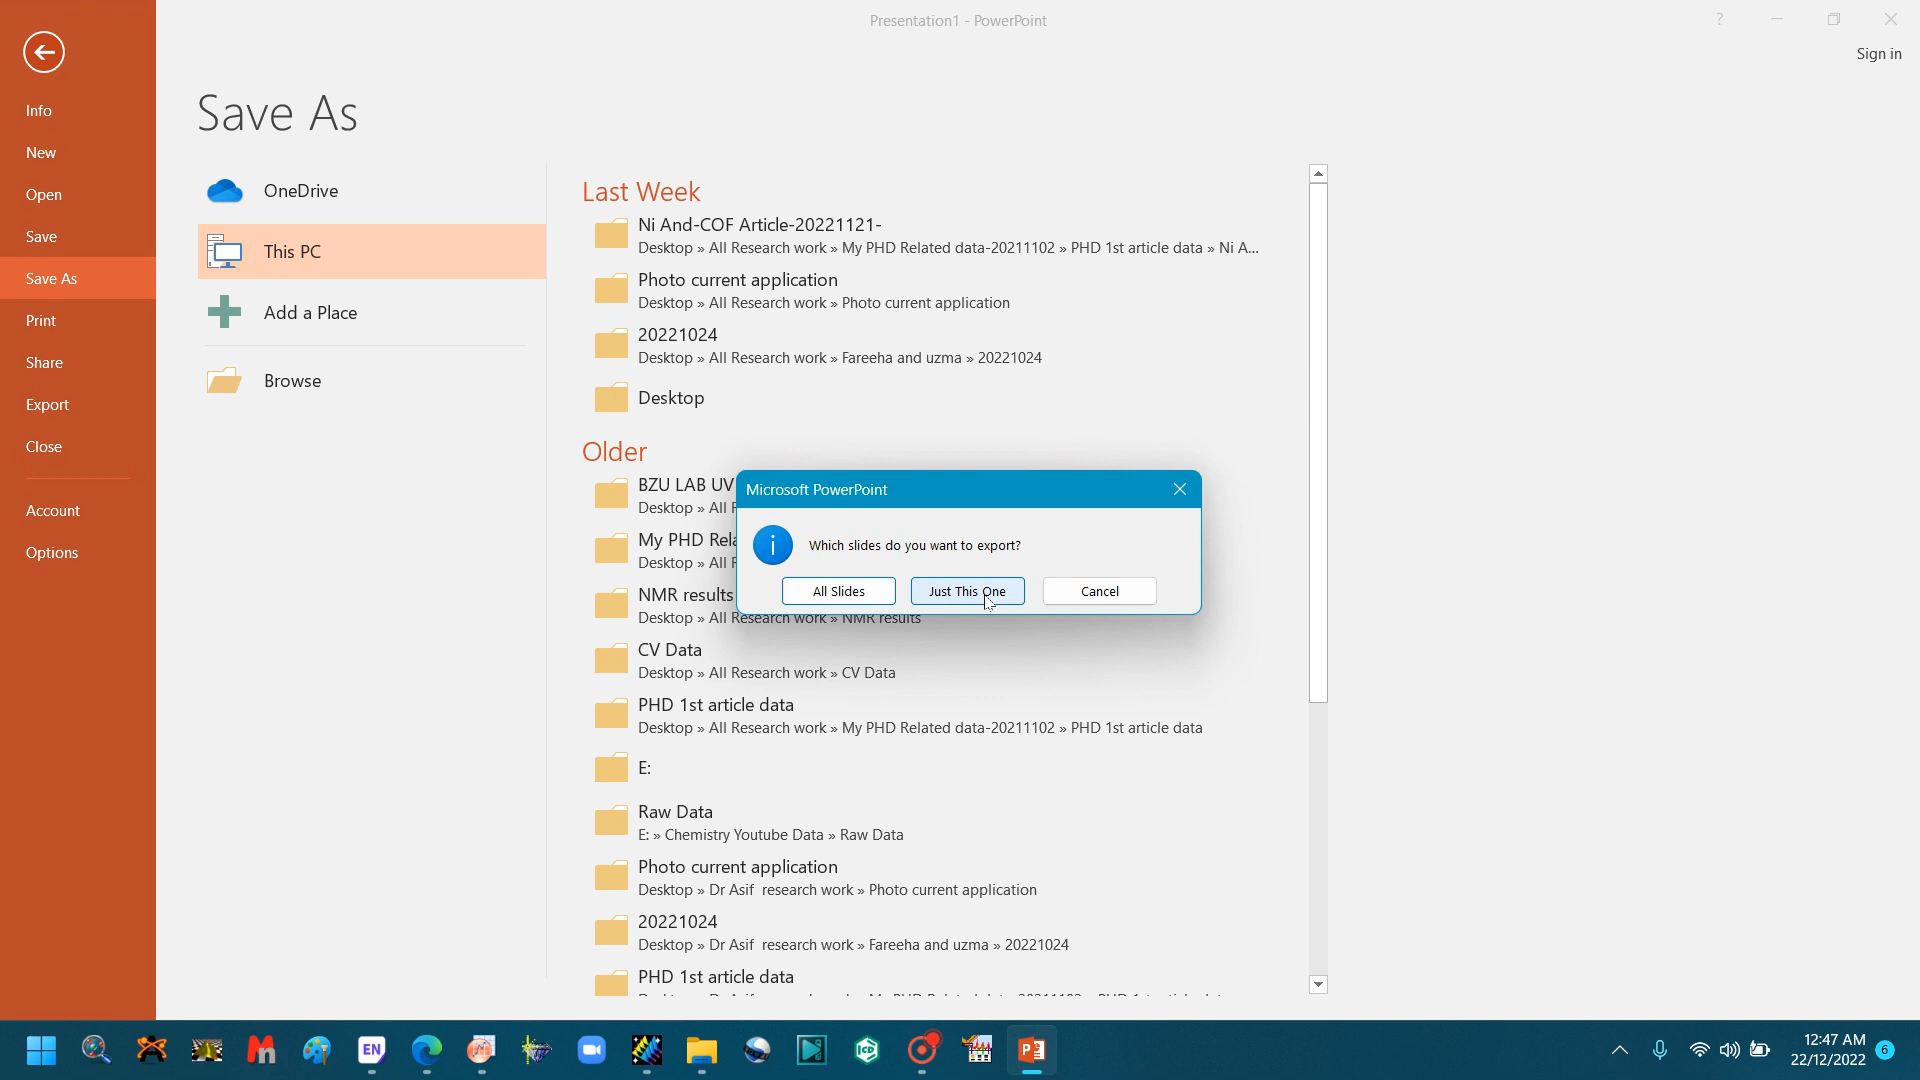 Presentation1 - PowerPoint
?
Sign in
Info
New
Open
Save
Save As
Print
Share
Export
Close
Account
Options
Save As
OneDrive
This PC
Add a Place
Browse
Last Week
Ni And-COF Article-20221121-
Desktop » All Research work » My PHD Related data-20211102 » PHD 1st article data » Ni A...
Photo current application
Desktop » All Research work » Photo current application
20221024
Desktop » All Research work » Fareeha and uzma » 20221024
Desktop
Older
BZU LAB UV
Desktop » All
My PHD
Desktop » All
NMR results
Desktop » All Research work » NMR results
CV Data
Desktop » All Research work » CV Data
PHD 1st article data
Desktop » All Research work » My PHD Related data-20211102 » PHD 1st article data
E:
Raw Data
E: » Chemistry Youtube Data » Raw Data
Photo current application
Desktop » Dr Asif research work » Photo current application
20221024
Desktop » Dr Asif research work » Fareeha and uzma » 20221024
PHD 1st article data
Microsoft PowerPoint
Which slides do you want to export?
All Slides
Just This One
Cancel
EN
ICD
12:47 AM
22/12/2022
6